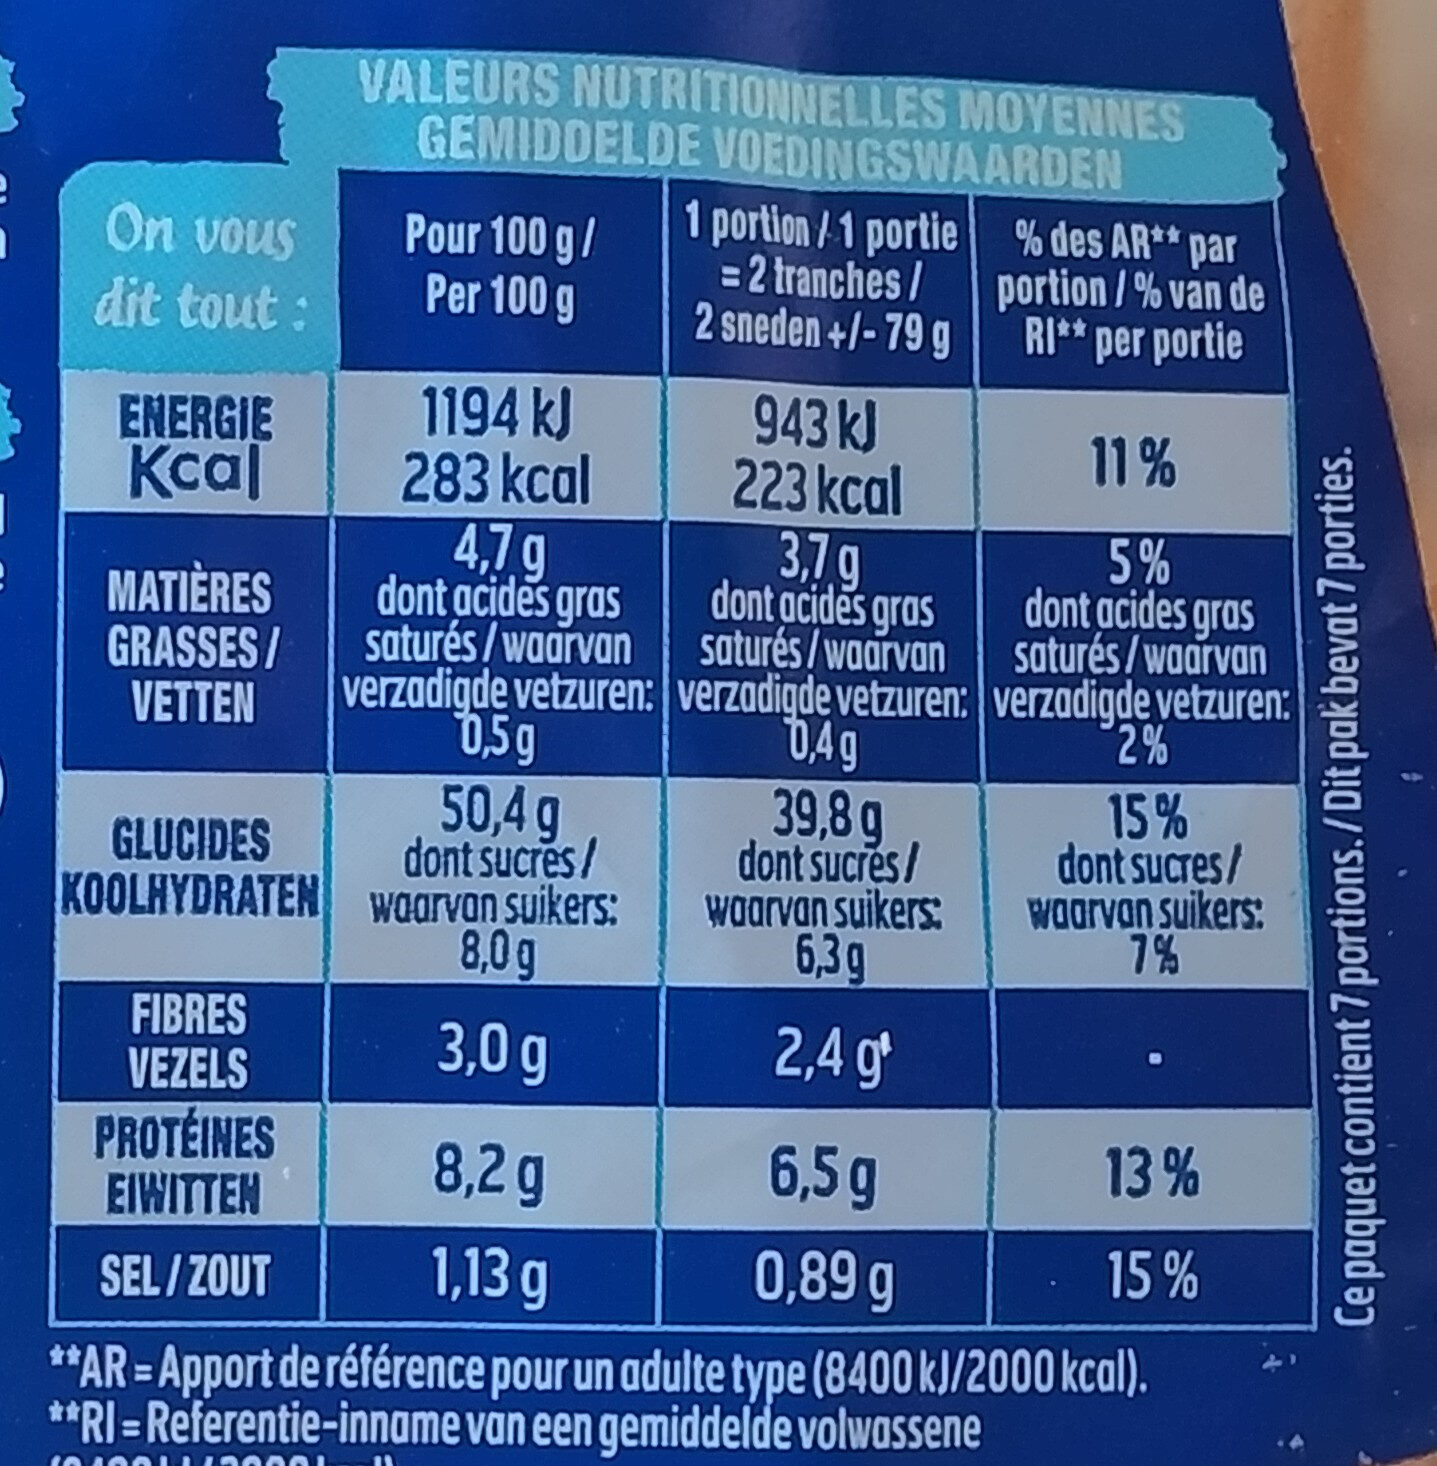 VALEURS NUTRITIONNELLES MOYENNES
GEMIDDELDE VOEDINGSWAARDEN
On vous
dit tout :
Pour 100 g /
Per 100 g
1 portion / 1 portie
= 2 tranches /
2 sneden +/- 79 g
% des AR** par
portion / % van de
RI** per portie
ENERGIE
Kcal
1194 kJ
283 kcal
943 kJ
223 kcal
11 %
MATIÈRES
GRASSES /
VETTEN
4,7 g
dont acides gras
saturés / waarvan
verzadigde vetzuren:
0,5 g
3,7 g
dont acides gras
saturés / waarvan
verzadigde vetzuren:
0,4 g
5 %
dont acides gras
saturés / waarvan
verzadigde vetzuren:
2 %
GLUCIDES
KOOLHYDRATEN
50,4 g
dont sucres /
waarvan suikers:
8,0 g
39,8 g
dont sucres /
waarvan suikers:
6,3 g
15 %
dont sucres /
waarvan suikers:
7 %
FIBRES
VEZELS
3,0 g
2,4 g
-
PROTÉINES
EIWITTEN
8,2 g
6,5 g
13 %
SEL / ZOUT
1,13 g
0,89 g
15 %
Ce paquet contient 7 portions. / Dit pak bevat 7 porties.
**AR = Apport de référence pour un adulte type (8400 kJ/2000 kcal).
**RI = Referentie-inname van een gemiddelde volwassene